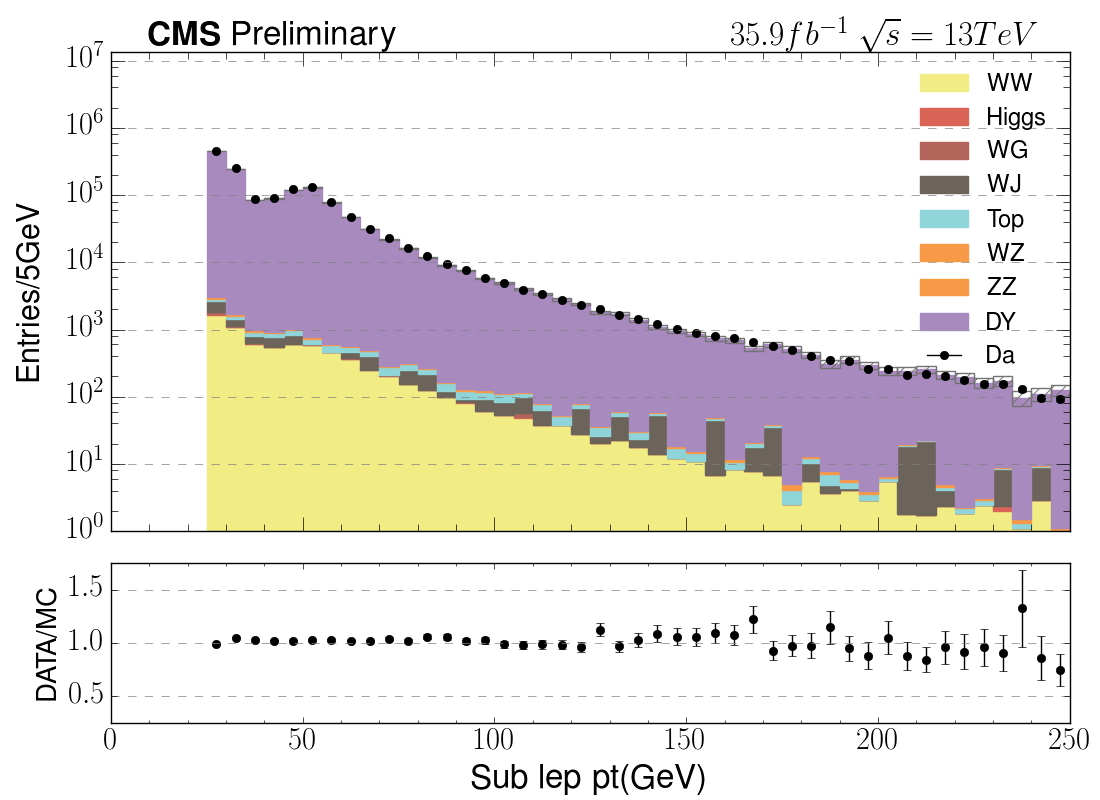 CMS Preliminary 35.9fb⁻¹ √s = 13TeV
10⁷
10⁶
10⁵
10⁴
10³
10²
10¹
10⁰
Entries/5GeV
WW
Higgs
WG
WJ
Top
WZ
ZZ
DY
Da
1.5
1.0
0.5
DATA/MC
0 50 100 150 200 250
Sub lep pt(GeV)